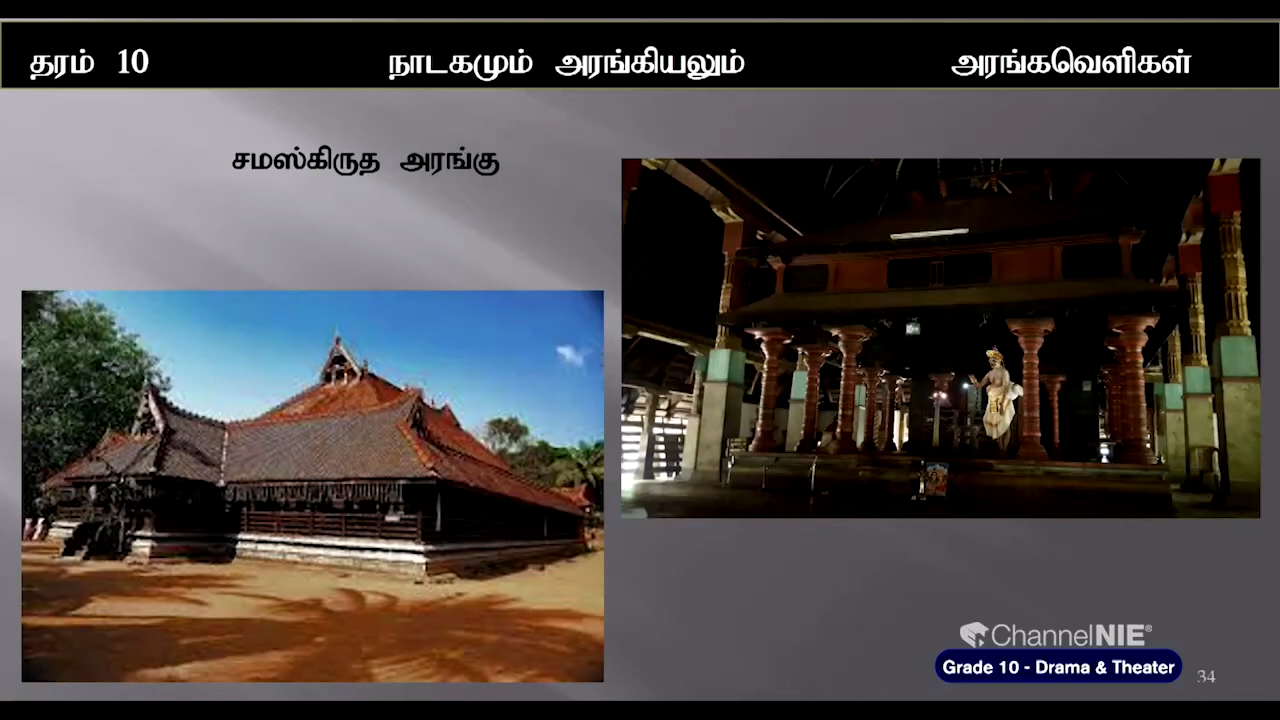 தரம் 10 நாடகமும் அரங்கியலும் அரங்கவெளிகள்
சமஸ்கிருத அரங்கு
ChannelNIE®
Grade 10 - Drama & Theater
34